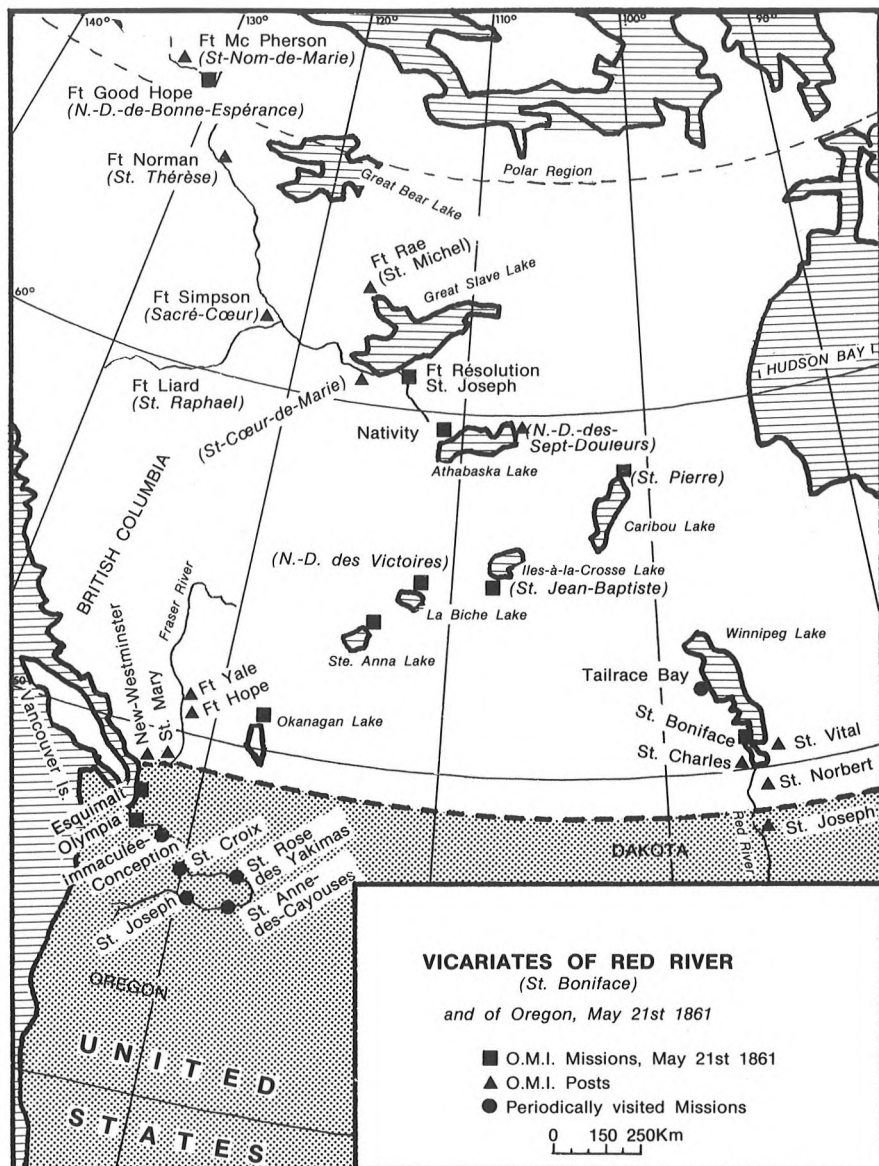 140°
130°
120°
110°
100°
90°
Ft Mc Pherson
(St-Nom-de-Marie)
Ft Good Hope
(N.-D.-de-Bonne-Espérance)
Ft Norman
(St. Thérèse)
Great Bear Lake
Polar Region
Ft Rae
(St. Michel)
Great Slave Lake
60°
Ft Simpson
(Sacré-Cœur)
HUDSON BAY
Ft Liard
(St. Raphael)
(St-Cœur-de-Marie)
Ft Résolution
St. Joseph
Nativity
(N.-D.-des-
Sept-Douleurs)
Athabaska Lake
(St. Pierre)
Caribou Lake
BRITISH COLUMBIA
(N.-D. des Victoires)
Iles-à-la-Crosse Lake
(St. Jean-Baptiste)
La Biche Lake
Fraser River
Ste. Anna Lake
Winnipeg Lake
Tailrace Bay
50
New-Westminster
St. Mary
Ft Yale
Ft Hope
Okanagan Lake
St. Boniface
St. Vital
St. Charles
St. Norbert
Vancouver Is.
Esquimalt
Olympia
Immaculée-
Conception
St. Croix
St. Rose
des Yakimas
St. Joseph
St. Anne-
des-Cayouses
DAKOTA
Red River
St. Joseph
OREGON
UNITED
STATES
VICARIATES OF RED RIVER
(St. Boniface)
and of Oregon, May 21st 1861
O.M.I. Missions, May 21st 1861
O.M.I. Posts
Periodically visited Missions
0 150 250Km